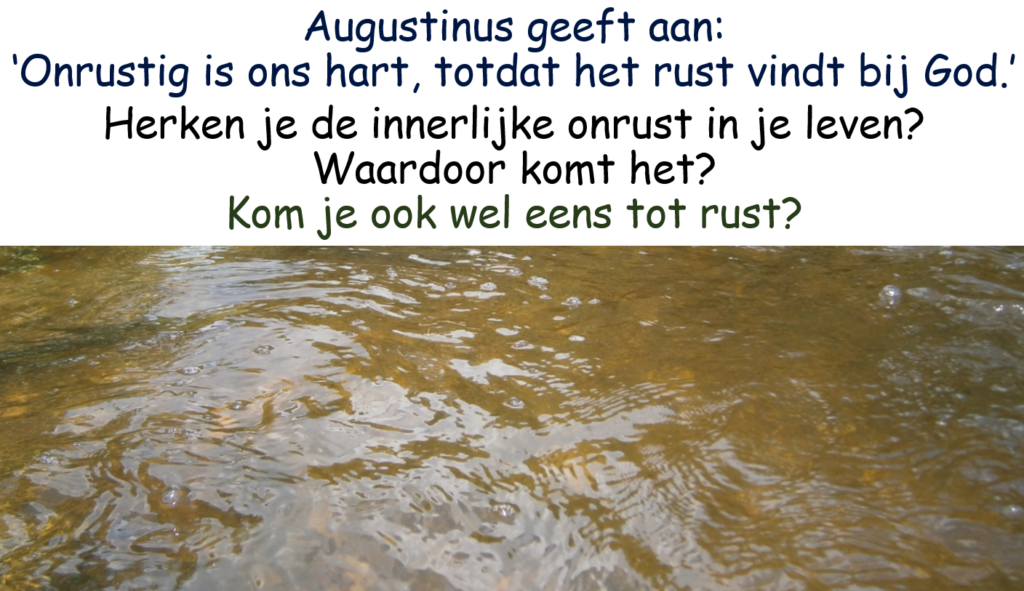 Augustinus geeft aan:
‘Onrustig is ons hart, totdat het rust vindt bij God.’
Herken je de innerlijke onrust in je leven?
Waardoor komt het?
Kom je ook wel eens tot rust?